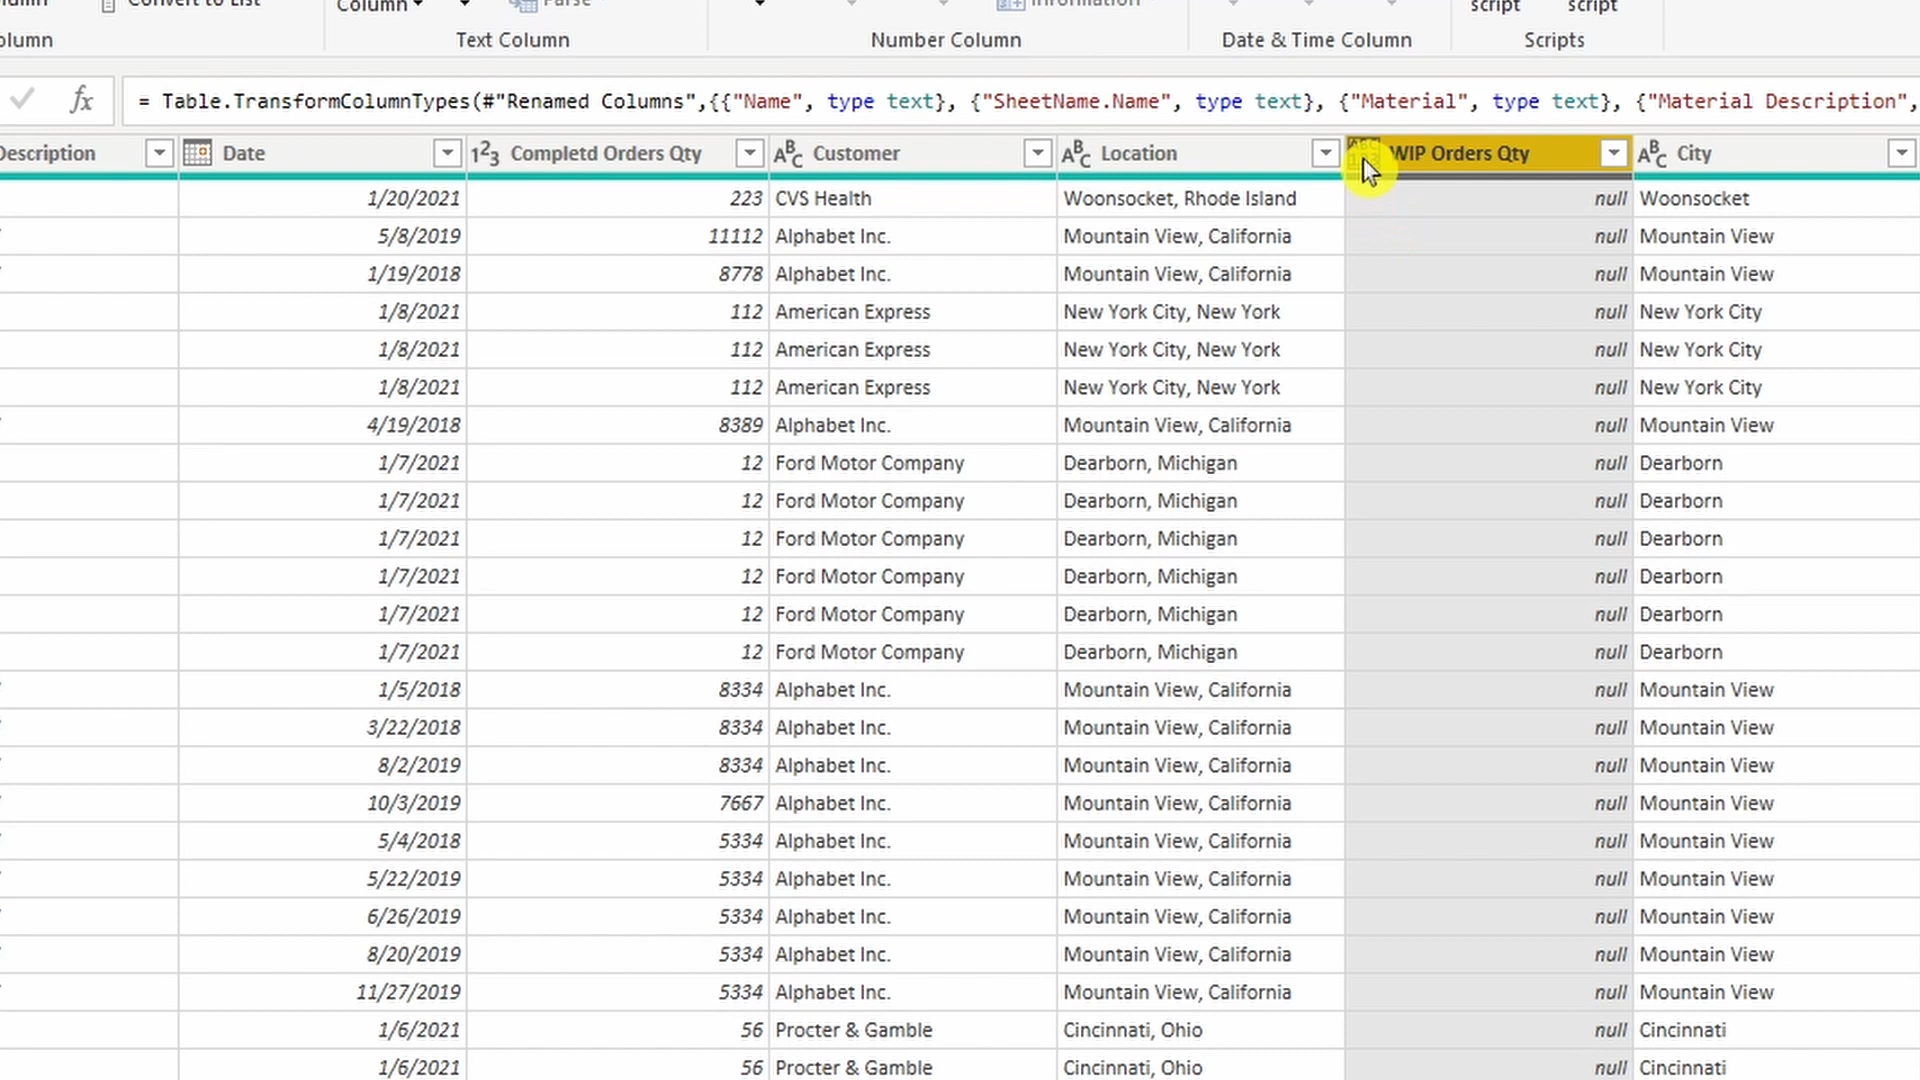 Convert to List
Column
Parse
Information
script script
Column Text Column Number Column Date & Time Column Scripts
fx = Table.TransformColumnTypes(#"Renamed Columns",{{"Name", type text}, {"SheetName.Name", type text}, {"Material", type text}, {"Material Description",
Description Date 123 Completd Orders Qty ABC Customer ABC Location WIP Orders Qty ABC City
1/20/2021 223 CVS Health Woonsocket, Rhode Island null Woonsocket
5/8/2019 11112 Alphabet Inc. Mountain View, California null Mountain View
1/19/2018 8778 Alphabet Inc. Mountain View, California null Mountain View
1/8/2021 112 American Express New York City, New York null New York City
1/8/2021 112 American Express New York City, New York null New York City
1/8/2021 112 American Express New York City, New York null New York City
4/19/2018 8389 Alphabet Inc. Mountain View, California null Mountain View
1/7/2021 12 Ford Motor Company Dearborn, Michigan null Dearborn
1/7/2021 12 Ford Motor Company Dearborn, Michigan null Dearborn
1/7/2021 12 Ford Motor Company Dearborn, Michigan null Dearborn
1/7/2021 12 Ford Motor Company Dearborn, Michigan null Dearborn
1/7/2021 12 Ford Motor Company Dearborn, Michigan null Dearborn
1/7/2021 12 Ford Motor Company Dearborn, Michigan null Dearborn
1/5/2018 8334 Alphabet Inc. Mountain View, California null Mountain View
3/22/2018 8334 Alphabet Inc. Mountain View, California null Mountain View
8/2/2019 8334 Alphabet Inc. Mountain View, California null Mountain View
10/3/2019 7667 Alphabet Inc. Mountain View, California null Mountain View
5/4/2018 5334 Alphabet Inc. Mountain View, California null Mountain View
5/22/2019 5334 Alphabet Inc. Mountain View, California null Mountain View
6/26/2019 5334 Alphabet Inc. Mountain View, California null Mountain View
8/20/2019 5334 Alphabet Inc. Mountain View, California null Mountain View
11/27/2019 5334 Alphabet Inc. Mountain View, California null Mountain View
1/6/2021 56 Procter & Gamble Cincinnati, Ohio null Cincinnati
1/6/2021 56 Procter & Gamble Cincinnati, Ohio null Cincinnati